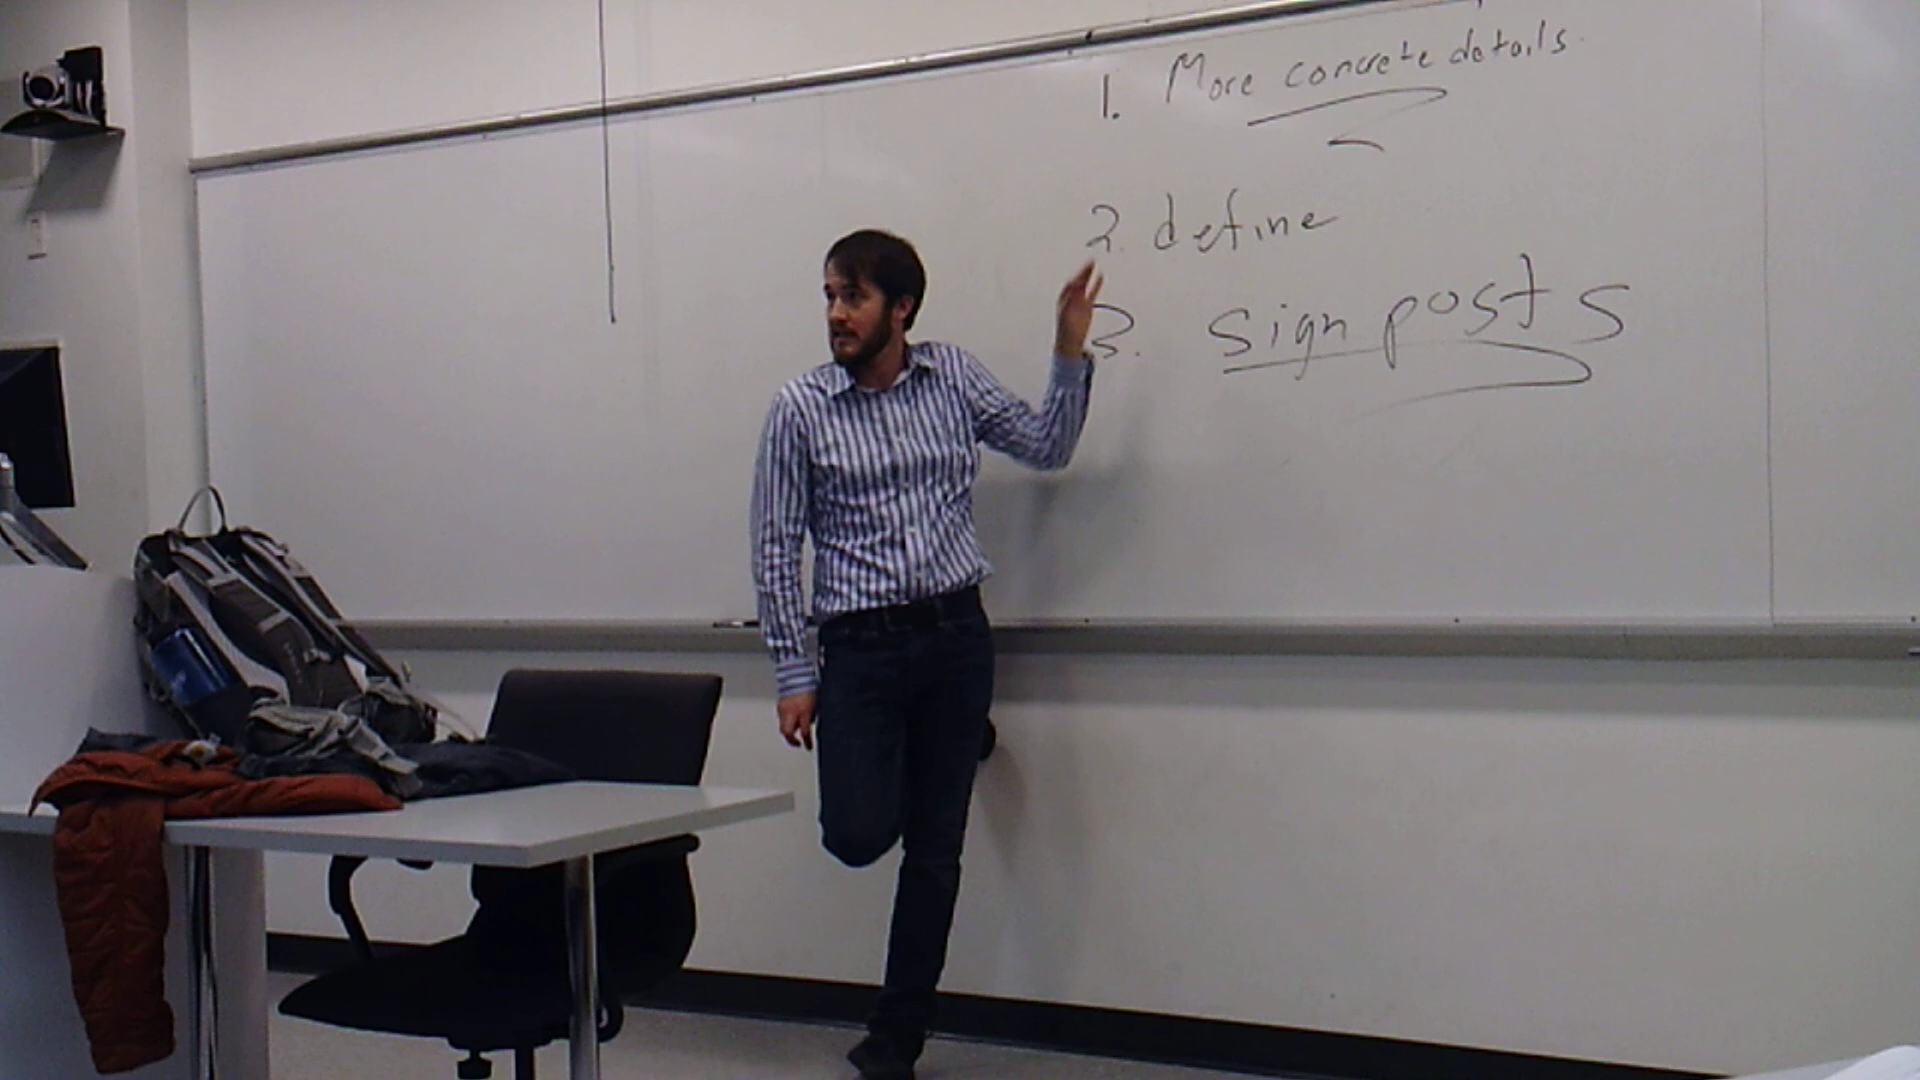 1. More concrete details.
2. define
3. sign posts